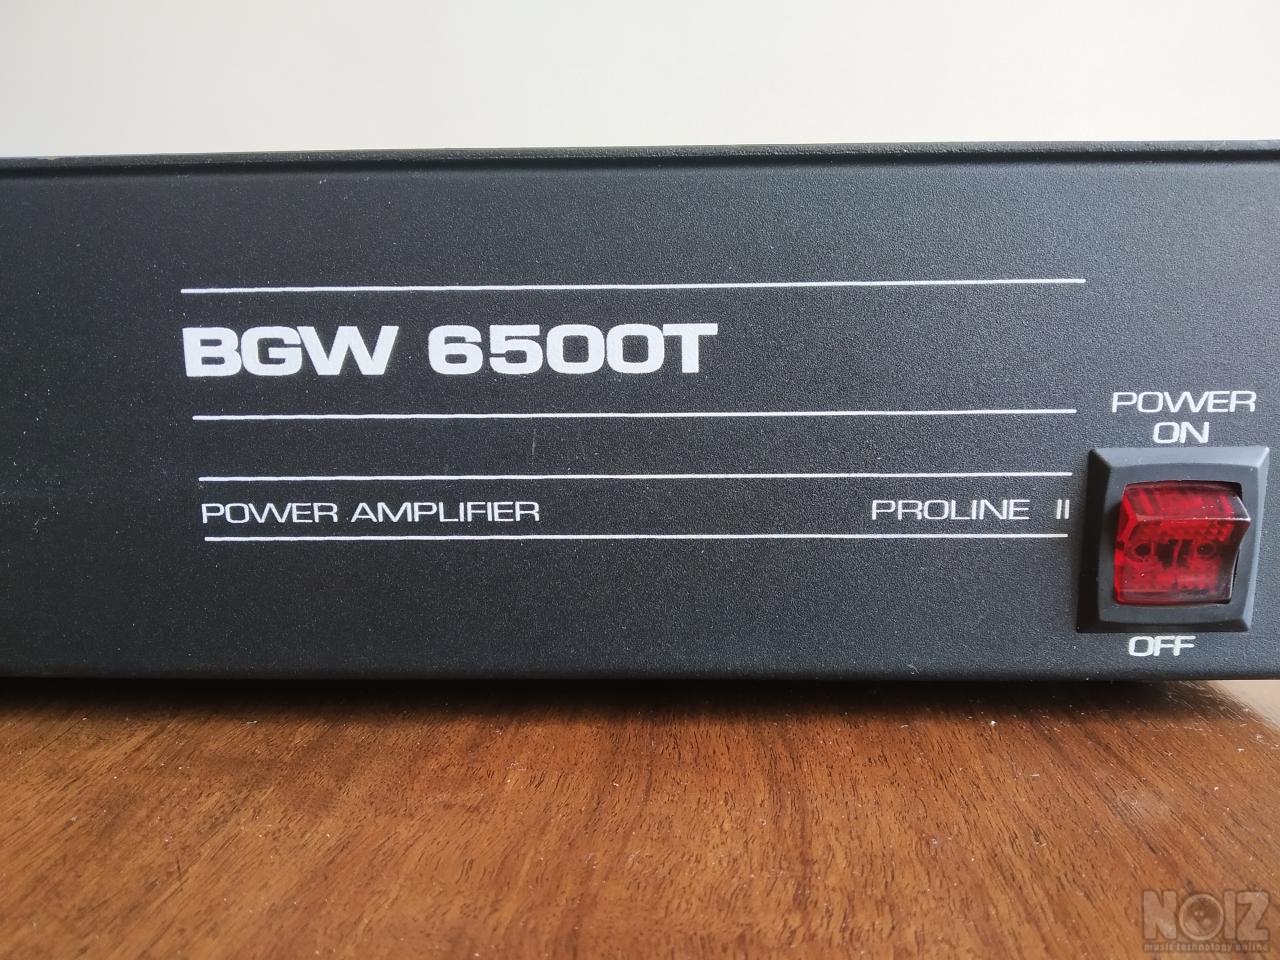 BGW 6500T
POWER AMPLIFIER PROLINE II
POWER
ON
OFF
NOIZ
music technology online